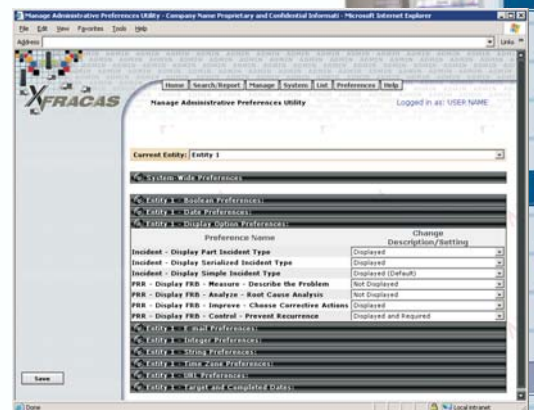 Manage Administrative Preferences Utility - Company Name Proprietary and Confidential Informati - Microsoft Internet Explorer
File Edit View Favorites Tools Help
Address Links
Home Search/Report Manage System List Preferences Help
XFRACAS
Manage Administrative Preferences Utility Logged in as: USER NAME
Current Entity: Entity 1
System-Wide Preferences
Entity 1 - Boolean Preferences:
Entity 1 - Date Preferences:
Entity 1 - Display Option Preferences:
Preference Name Change Description/Setting
Incident - Display Part Incident Type Displayed
Incident - Display Serialized Incident Type Displayed
Incident - Display Simple Incident Type Displayed (Default)
PRR - Display FRB - Measure - Describe the Problem Not Displayed
PRR - Display FRB - Analyze - Root Cause Analysis Not Displayed
PRR - Display FRB - Improve - Choose Corrective Actions Displayed
PRR - Display FRB - Control - Prevent Recurrence Displayed and Required
Entity 1 - E-mail Preferences:
Entity 1 - Integer Preferences:
Entity 1 - String Preferences:
Entity 1 - Time Zone Preferences:
Entity 1 - URL Preferences:
Entity 1 - Target and Completed Dates:
Save
Done Local intranet